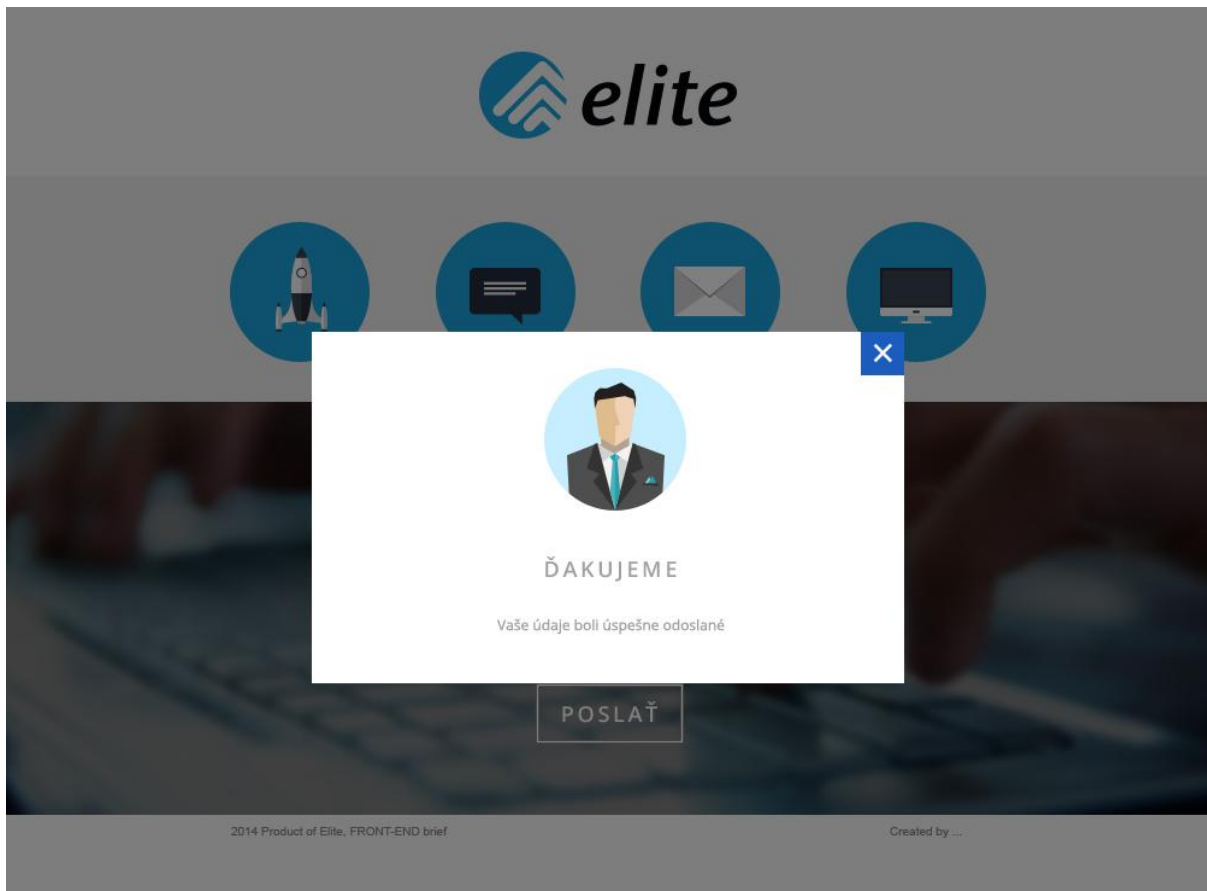 elite
ĎAKUJEME
Vaše údaje boli úspešne odoslané
POSLAŤ
2014 Product of Elite, FRONT-END brief
Created by ...